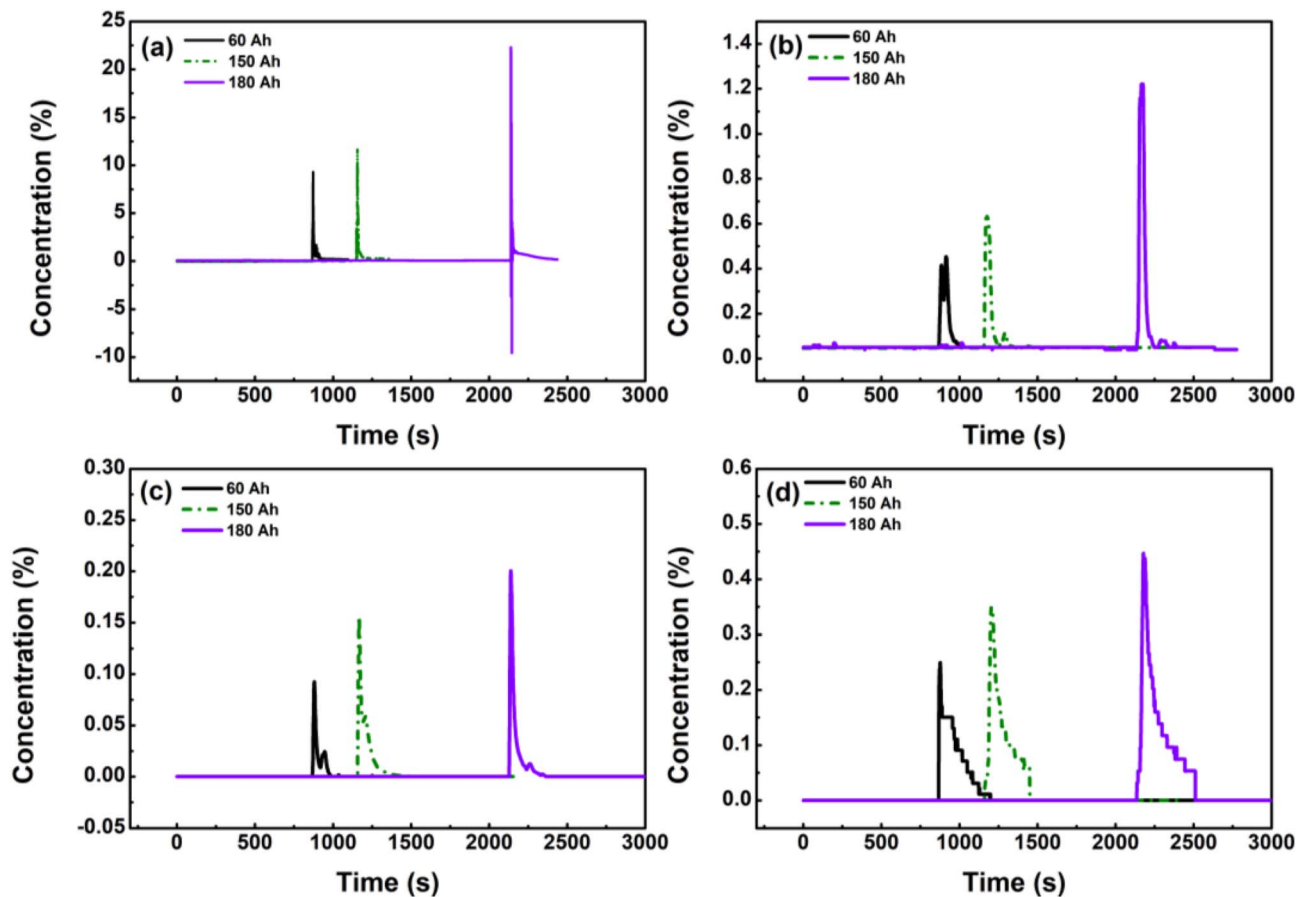 (a)
60 Ah
150 Ah
180 Ah
25
20
15
10
5
0
-5
-10
Concentration (%)
0 500 1000 1500 2000 2500 3000
Time (s)
(b)
60 Ah
150 Ah
180 Ah
1.4
1.2
1.0
0.8
0.6
0.4
0.2
0.0
Concentration (%)
0 500 1000 1500 2000 2500 3000
Time (s)
(c)
60 Ah
150 Ah
180 Ah
0.30
0.25
0.20
0.15
0.10
0.05
0.00
-0.05
Concentration (%)
0 500 1000 1500 2000 2500 3000
Time (s)
(d)
60 Ah
150 Ah
180 Ah
0.6
0.5
0.4
0.3
0.2
0.1
0.0
Concentration (%)
0 500 1000 1500 2000 2500 3000
Time (s)